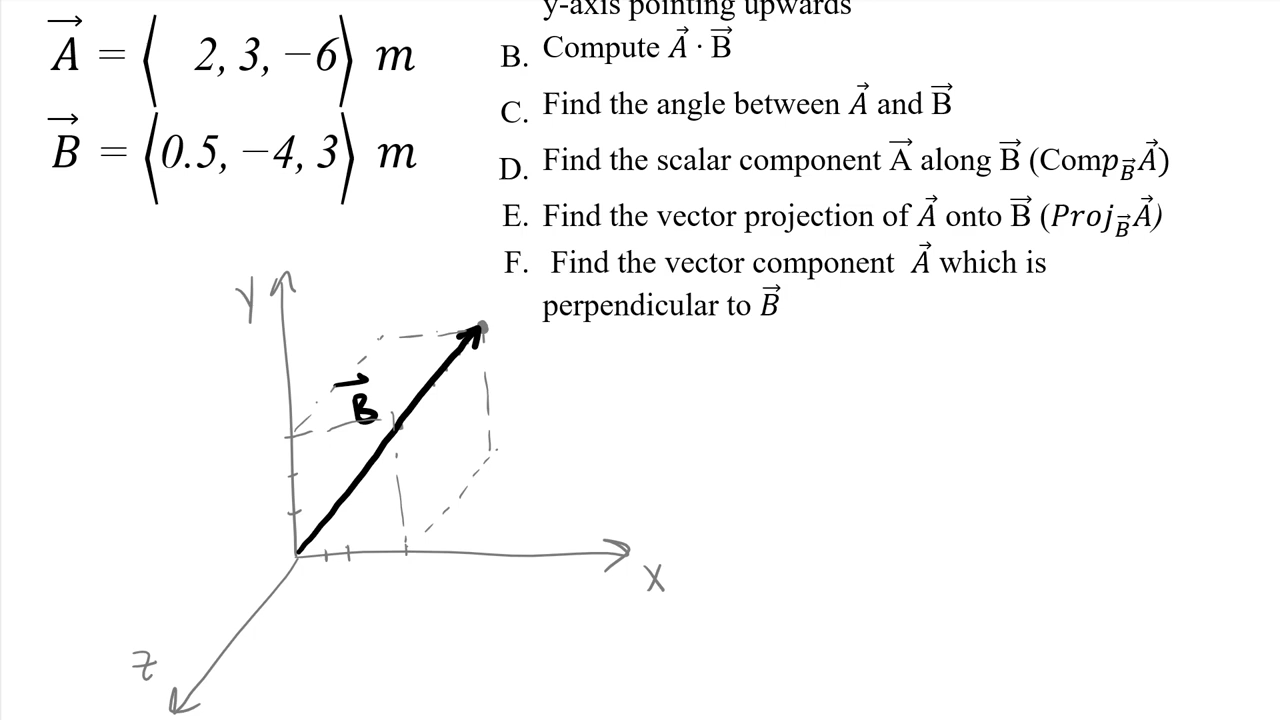 A⃗ = ⟨ 2, 3, −6⟩ m
B⃗ = ⟨0.5, −4, 3⟩ m
y-axis pointing upwards
B. Compute A⃗ · B⃗
C. Find the angle between A⃗ and B⃗
D. Find the scalar component A⃗ along B⃗ (Comp_B⃗ A⃗)
E. Find the vector projection of A⃗ onto B⃗ (Proj_B⃗ A⃗)
F. Find the vector component A⃗ which is
perpendicular to B⃗
Y
B⃗
X
Z